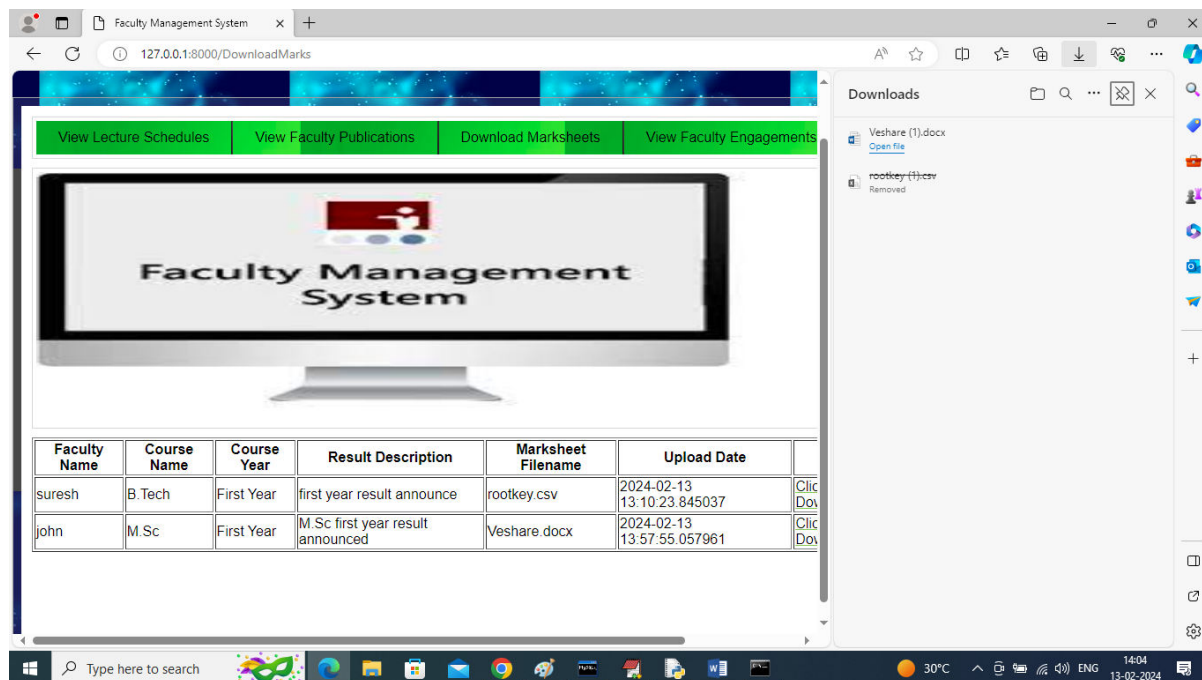 Faculty Management System
127.0.0.1:8000/DownloadMarks
View Lecture Schedules
View Faculty Publications
Download Marksheets
View Faculty Engagements
Faculty Management
System
Faculty Name
Course Name
Course Year
Result Description
Marksheet Filename
Upload Date
suresh
B.Tech
First Year
first year result announce
rootkey.csv
2024-02-13
13:10:23.845037
Clic
Dov
john
M.Sc
First Year
M.Sc first year result
announced
Veshare.docx
2024-02-13
13:57:55.057961
Clic
Dov
Downloads
Veshare (1).docx
Open file
rootkey (1).csv
Removed
Type here to search
30°C
ENG
14:04
13-02-2024